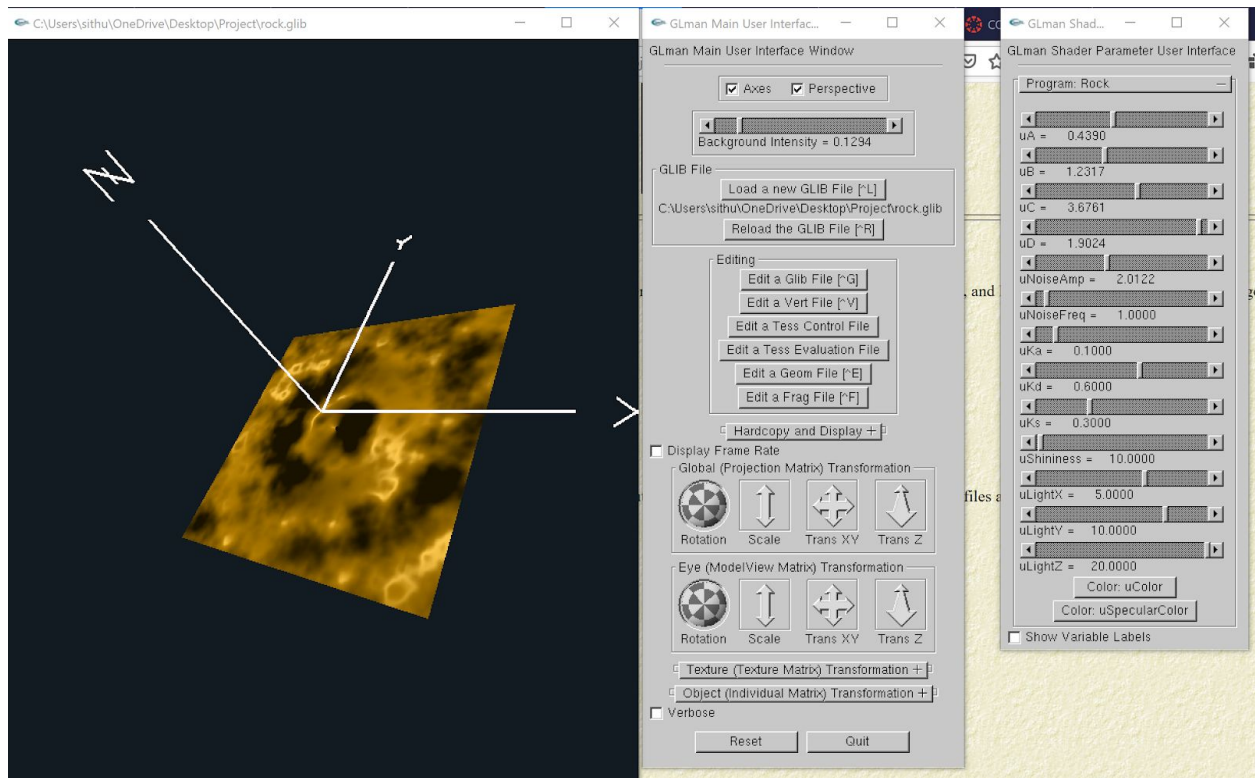 C:\Users\sithu\OneDrive\Desktop\Project\rock.glib
Z
Y
X
GLman Main User Interfac...
GLman Main User Interface Window
Axes Perspective
Background Intensity = 0.1294
GLIB File
Load a new GLIB File [^L]
C:\Users\sithu\OneDrive\Desktop\Project\rock.glib
Reload the GLIB File [^R]
Editing
Edit a Glib File [^G]
Edit a Vert File [^V]
Edit a Tess Control File
Edit a Tess Evaluation File
Edit a Geom File [^E]
Edit a Frag File [^F]
Hardcopy and Display +
Display Frame Rate
Global (Projection Matrix) Transformation
Rotation Scale Trans XY Trans Z
Eye (ModelView Matrix) Transformation
Rotation Scale Trans XY Trans Z
Texture (Texture Matrix) Transformation +
Object (Individual Matrix) Transformation +
Verbose
Reset Quit
, and
files a
GLman Shad...
GLman Shader Parameter User Interface
Program: Rock
uA = 0.4390
uB = 1.2317
uC = 3.6761
uD = 1.9024
uNoiseAmp = 2.0122
uNoiseFreq = 1.0000
uKa = 0.1000
uKd = 0.6000
uKs = 0.3000
uShininess = 10.0000
uLightX = 5.0000
uLightY = 10.0000
uLightZ = 20.0000
Color: uColor
Color: uSpecularColor
Show Variable Labels